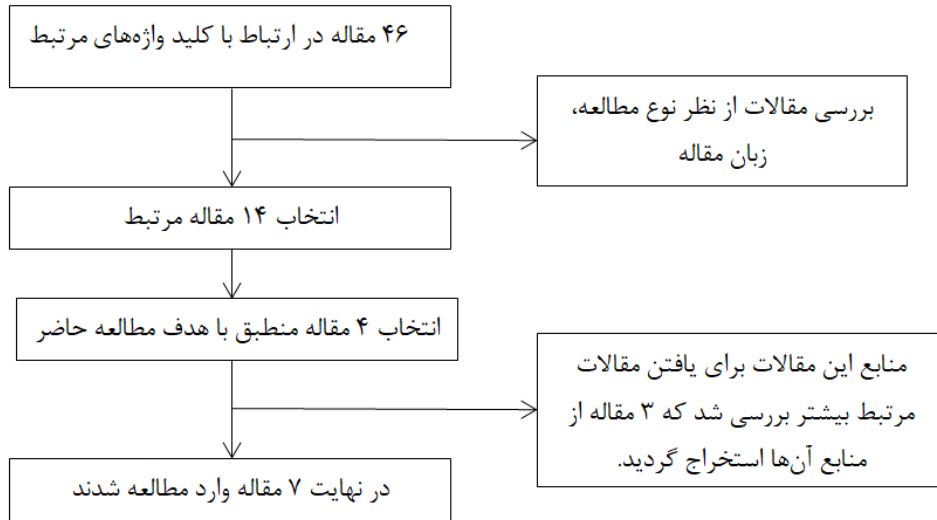 ۴۶ مقاله در ارتباط با کلید واژه‌های مرتبط
بررسی مقالات از نظر نوع مطالعه،
زبان مقاله
انتخاب ۱۴ مقاله مرتبط
انتخاب ۴ مقاله منطبق با هدف مطالعه حاضر
منابع این مقالات برای یافتن مقالات
مرتبط بیشتر بررسی شد که ۳ مقاله از
منابع آن‌ها استخراج گردید.
در نهایت ۷ مقاله وارد مطالعه شدند